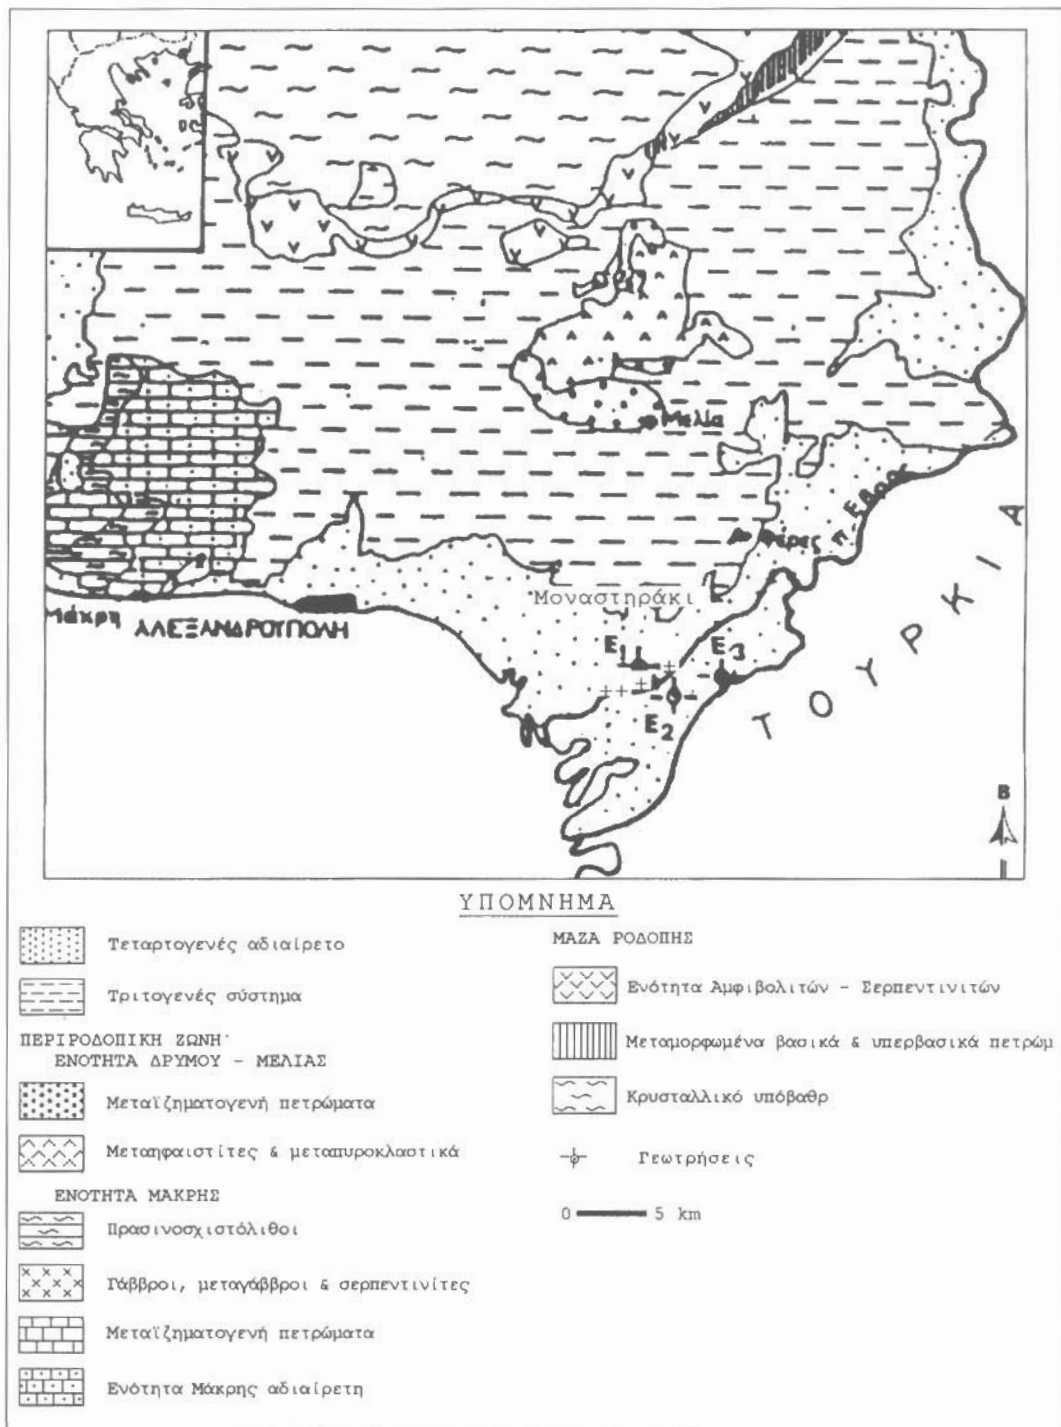 Μελία
Φέρες
π. Έβρος
Μοναστηράκι
Μάκρη
ΑΛΕΞΑΝΔΡΟΥΠΟΛΗ
E1
E3
E2
ΤΟΥΡΚΙΑ
Β
ΥΠΟΜΝΗΜΑ
Τεταρτογενές αδιαίρετο
Τριτογενές σύστημα
ΠΕΡΙΡΟΔΟΠΙΚΗ ΖΩΝΗ
ΕΝΟΤΗΤΑ ΔΡΥΜΟΥ - ΜΕΛΙΑΣ
Μεταϊζηματογενή πετρώματα
Μεταηφαιστίτες & μεταπυροκλαστικά
ΕΝΟΤΗΤΑ ΜΑΚΡΗΣ
Πρασινοσχιστόλιθοι
Γάββροι, μεταγάββροι & σερπεντινίτες
Μεταϊζηματογενή πετρώματα
Ενότητα Μάκρης αδιαίρετη
ΜΑΖΑ ΡΟΔΟΠΗΣ
Ενότητα Αμφιβολιτών - Σερπεντινιτών
Μεταμορφωμένα βασικά & υπερβασικά πετρώμ
Κρυσταλλικό υπόβαθρ
Γεωτρήσεις
0 5 km